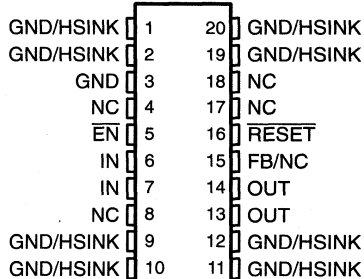 GND/HSINK 1 20 GND/HSINK
GND/HSINK 2 19 GND/HSINK
GND 3 18 NC
NC 4 17 NC
EN 5 16 RESET
IN 6 15 FB/NC
IN 7 14 OUT
NC 8 13 OUT
GND/HSINK 9 12 GND/HSINK
GND/HSINK 10 11 GND/HSINK